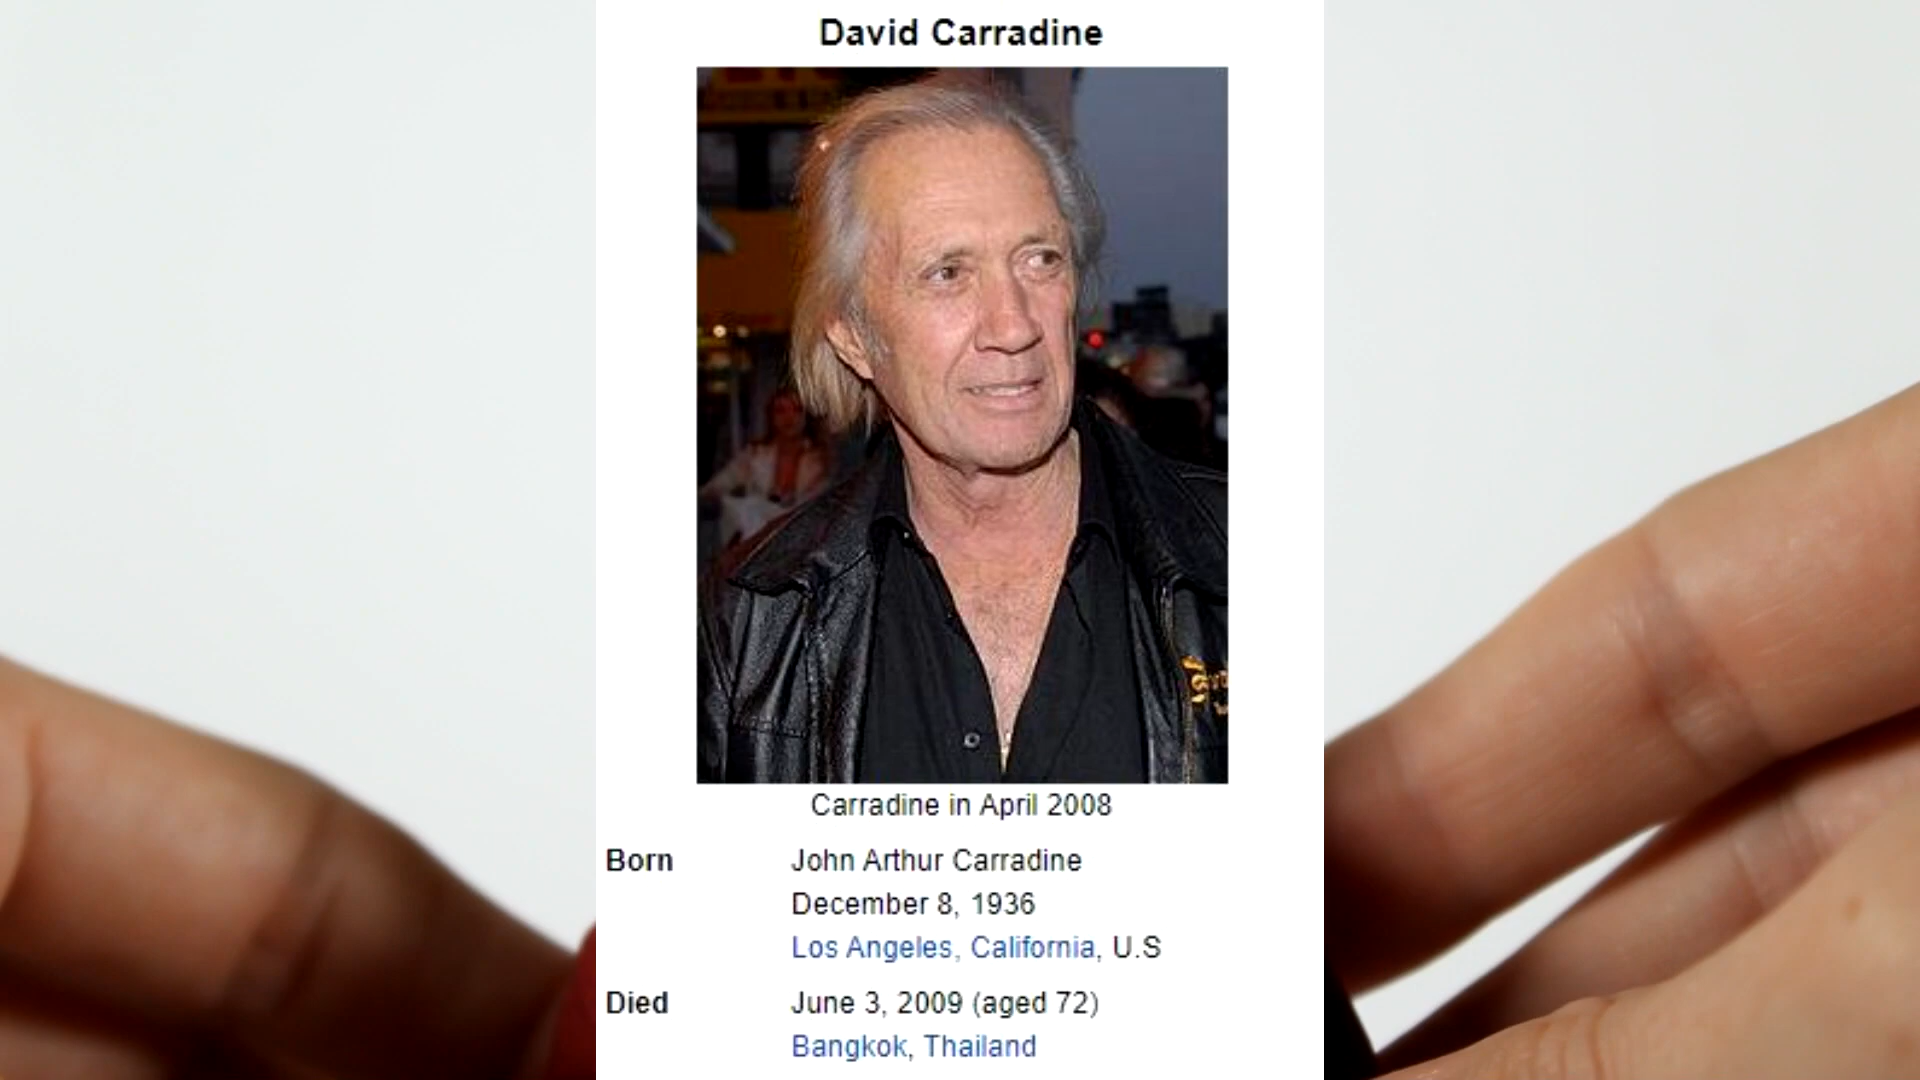 David Carradine
Carradine in April 2008
Born John Arthur Carradine
December 8, 1936
Los Angeles, California, U.S
Died June 3, 2009 (aged 72)
Bangkok, Thailand